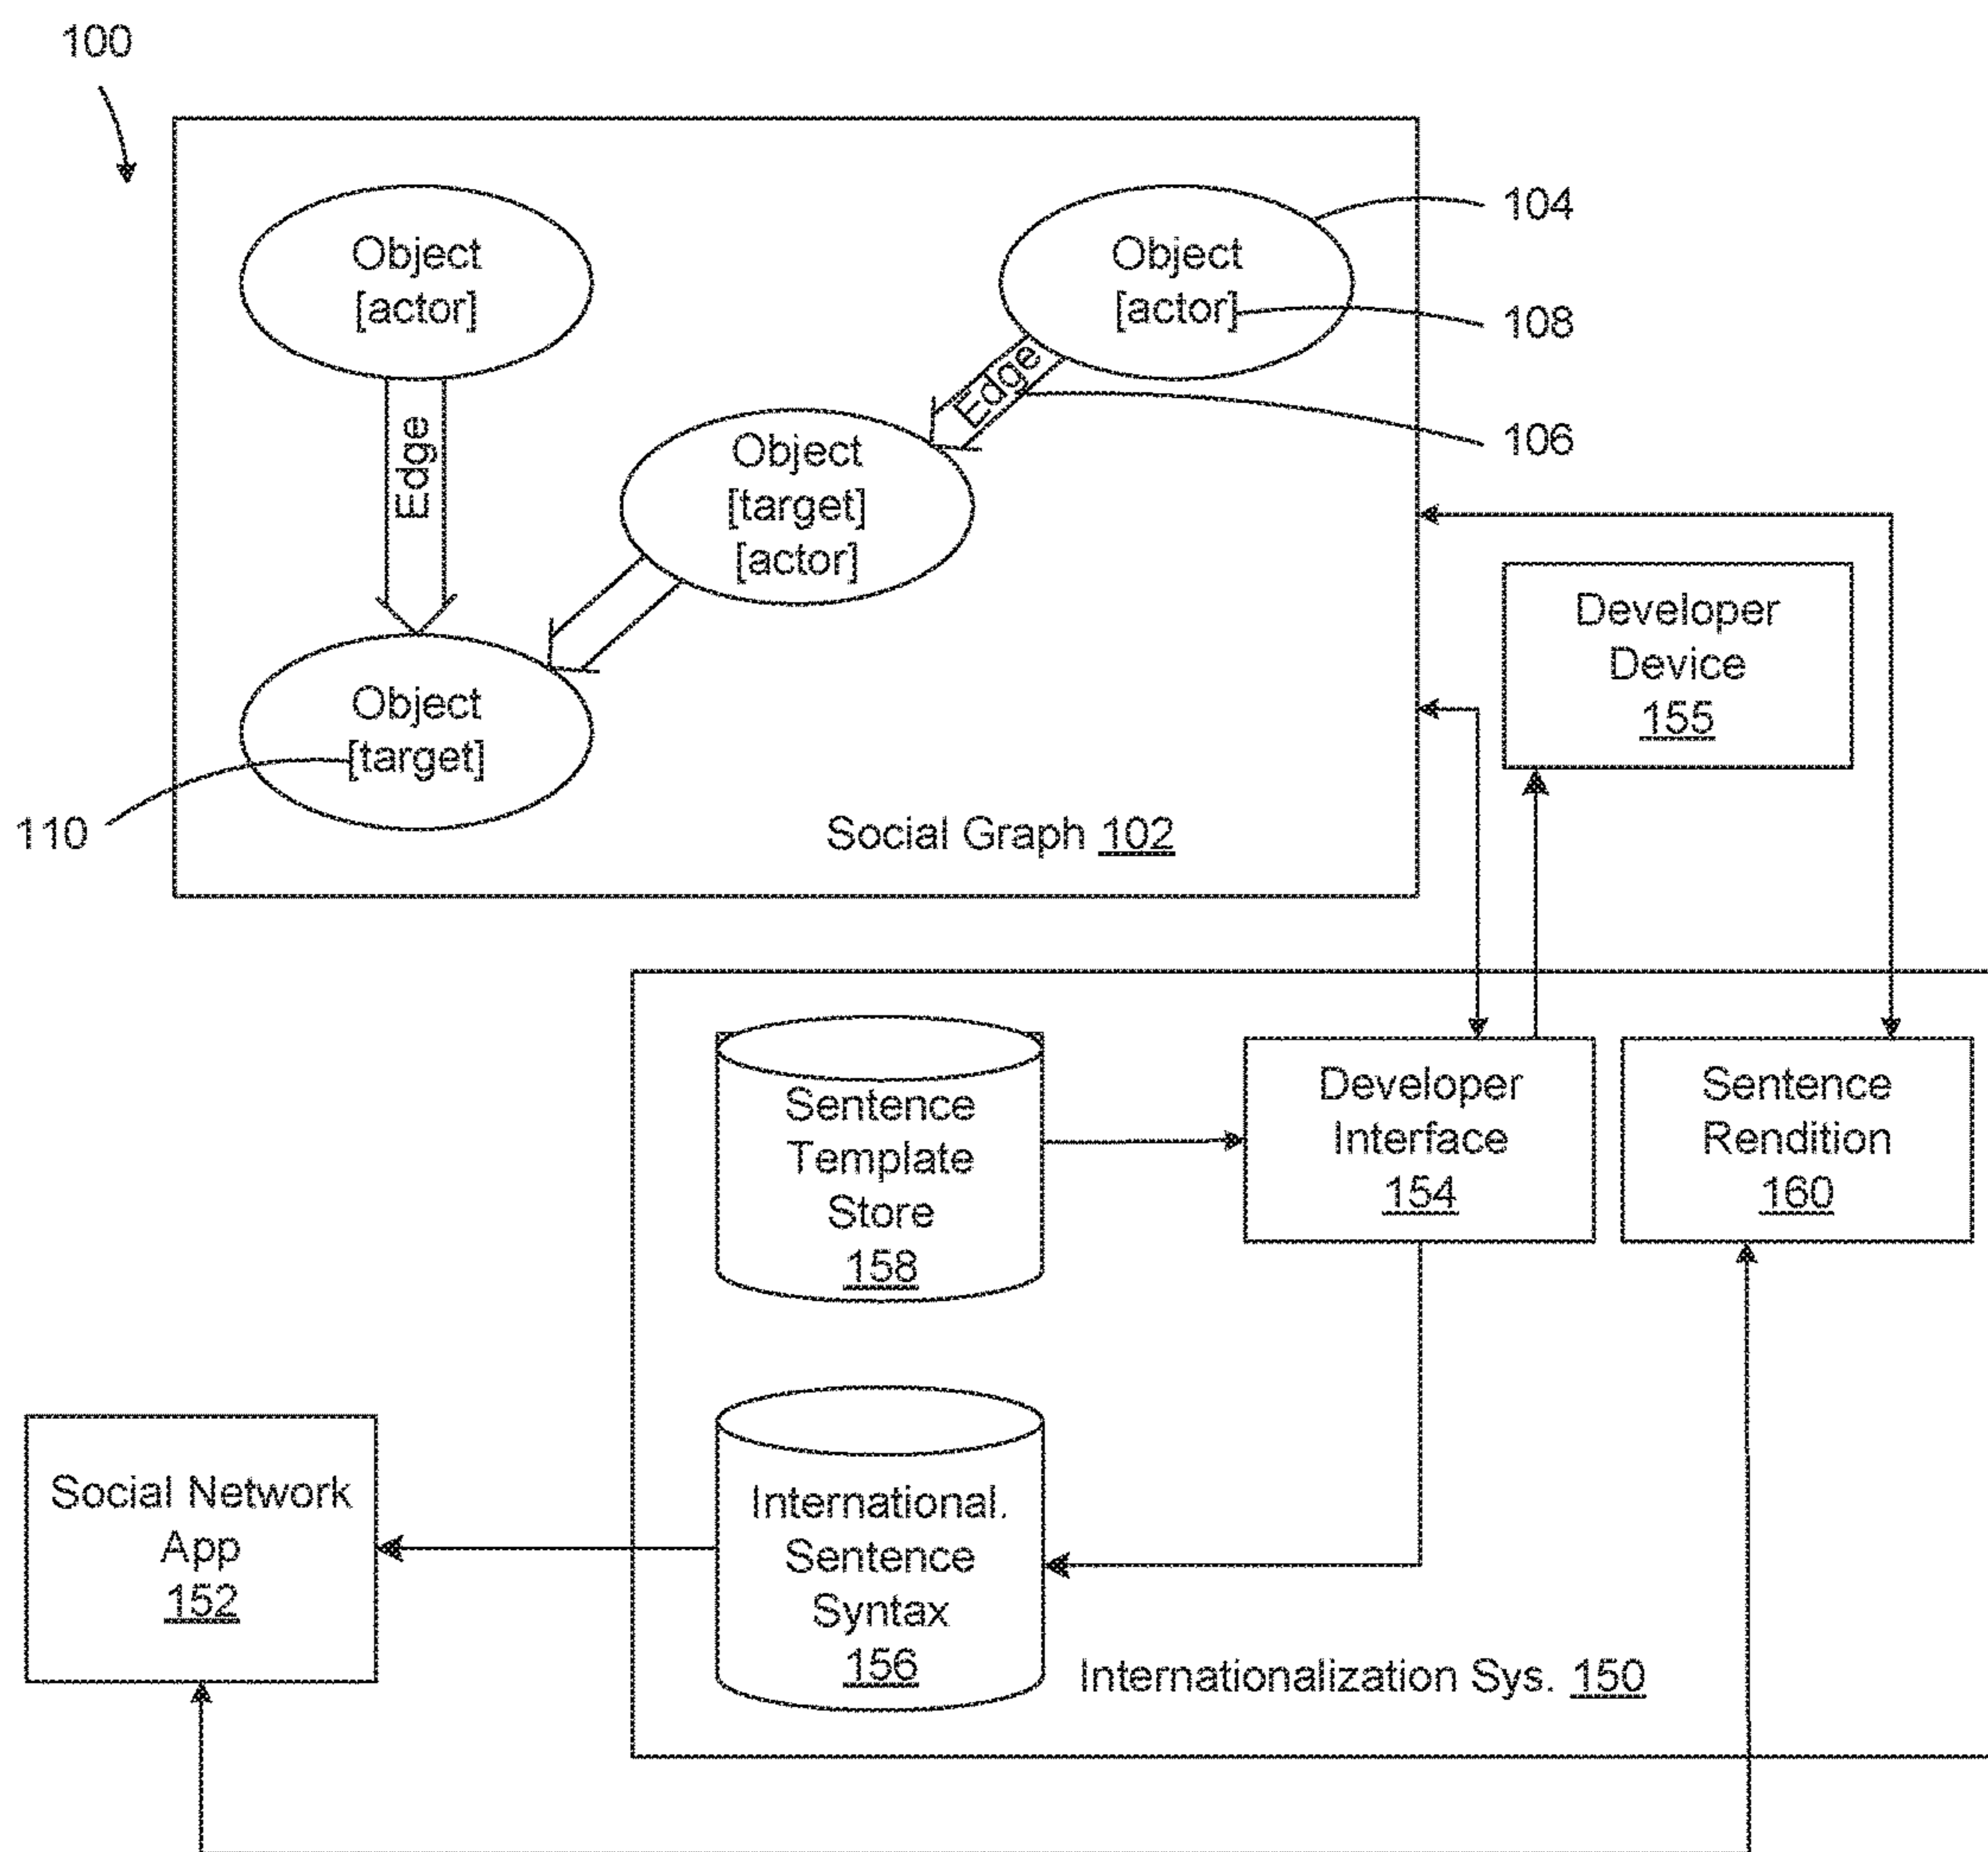 100
Object
[actor]
Object
[actor]
104
108
Edge
106
Edge
Object
[target]
[actor]
Object
[target]
110
Social Graph 102
Developer
Device
155
Sentence
Template
Store
158
Developer
Interface
154
Sentence
Rendition
160
Social Network
App
152
International.
Sentence
Syntax
156
Internationalization Sys. 150